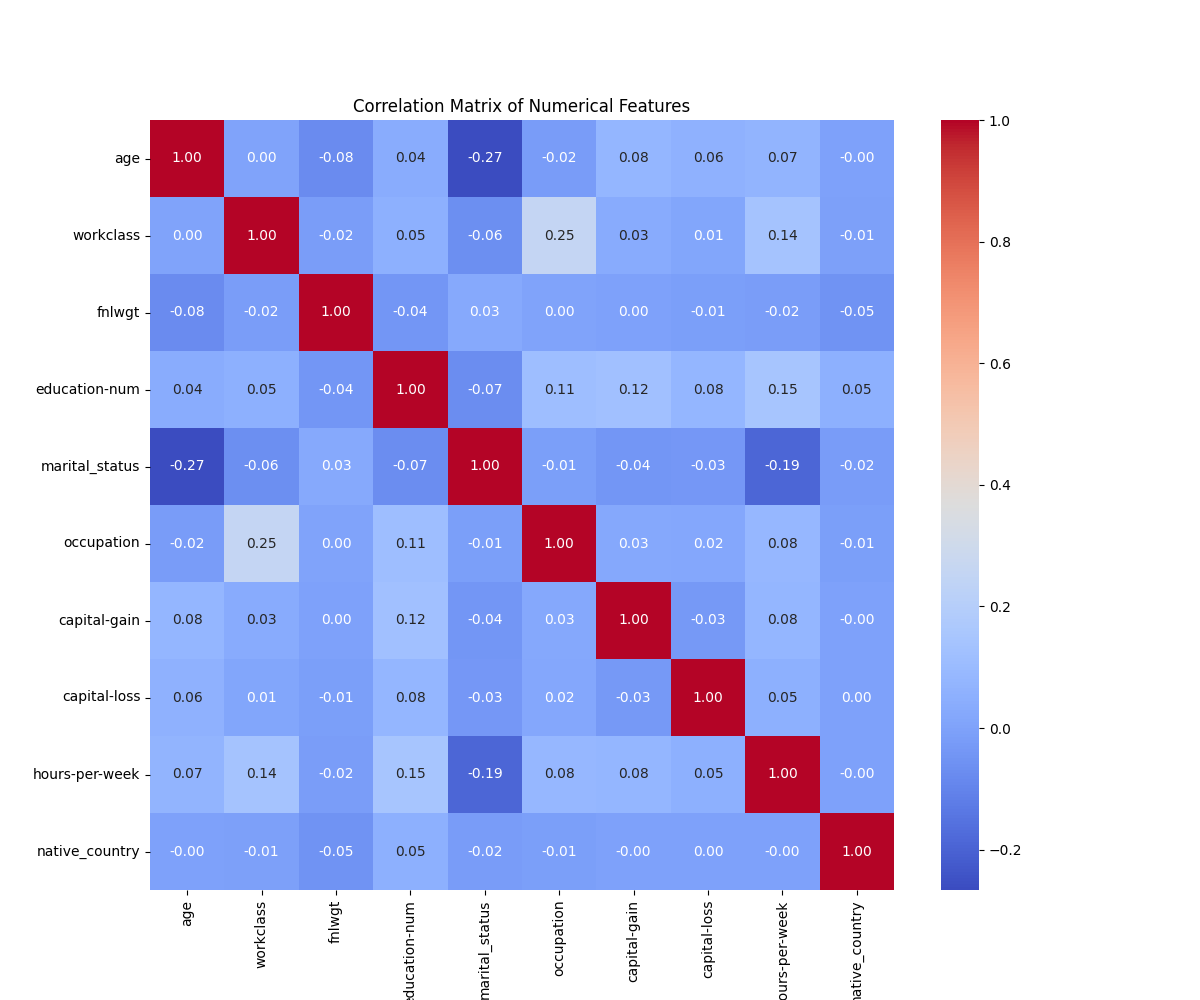 Correlation Matrix of Numerical Features
age 1.00 0.00 -0.08 0.04 -0.27 -0.02 0.08 0.06 0.07 -0.00
workclass 0.00 1.00 -0.02 0.05 -0.06 0.25 0.03 0.01 0.14 -0.01
fnlwgt -0.08 -0.02 1.00 -0.04 0.03 0.00 0.00 -0.01 -0.02 -0.05
education-num 0.04 0.05 -0.04 1.00 -0.07 0.11 0.12 0.08 0.15 0.05
marital_status -0.27 -0.06 0.03 -0.07 1.00 -0.01 -0.04 -0.03 -0.19 -0.02
occupation -0.02 0.25 0.00 0.11 -0.01 1.00 0.03 0.02 0.08 -0.01
capital-gain 0.08 0.03 0.00 0.12 -0.04 0.03 1.00 -0.03 0.08 -0.00
capital-loss 0.06 0.01 -0.01 0.08 -0.03 0.02 -0.03 1.00 0.05 0.00
hours-per-week 0.07 0.14 -0.02 0.15 -0.19 0.08 0.08 0.05 1.00 -0.00
native_country -0.00 -0.01 -0.05 0.05 -0.02 -0.01 -0.00 0.00 -0.00 1.00
age
workclass
fnlwgt
education-num
marital_status
occupation
capital-gain
capital-loss
ours-per-week
native_country
1.0
0.8
0.6
0.4
0.2
0.0
−0.2